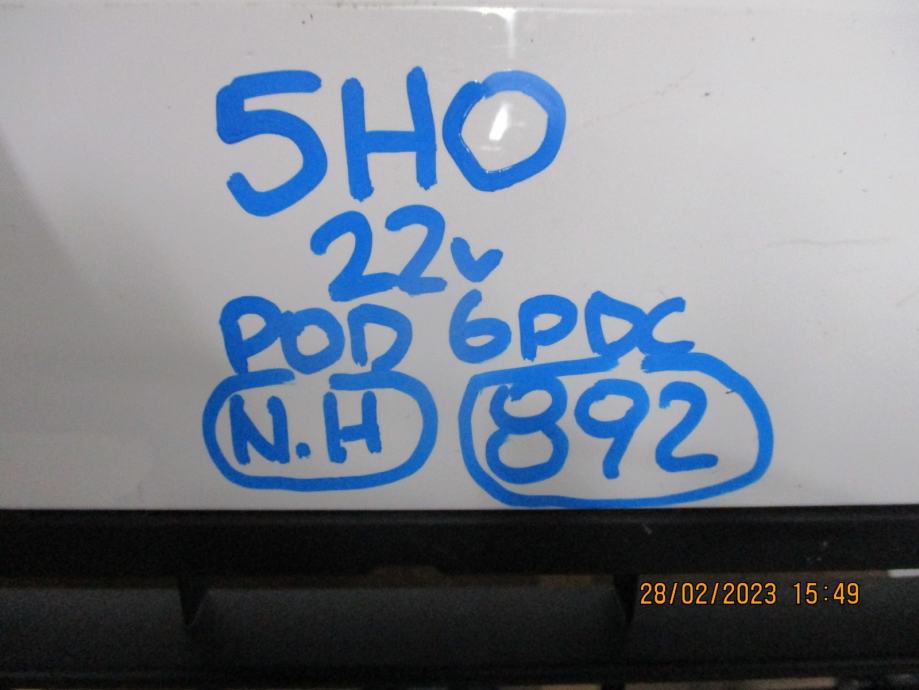 5HO
22v
POD 6PDC
N.H 892
28/02/2023 15:49